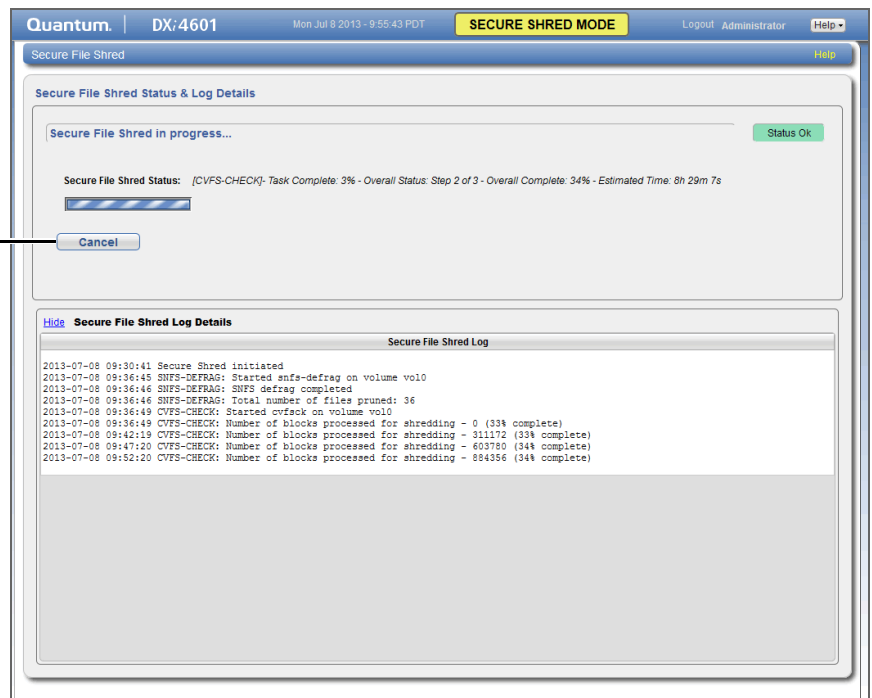 Quantum. DXi4601 Mon Jul 8 2013 - 9:55:43 PDT SECURE SHRED MODE Logout Administrator Help
Secure File Shred Help
Secure File Shred Status & Log Details
Secure File Shred in progress... Status Ok
Secure File Shred Status: [CVFS-CHECK]- Task Complete: 3% - Overall Status: Step 2 of 3 - Overall Complete: 34% - Estimated Time: 8h 29m 7s
Cancel
Hide Secure File Shred Log Details
Secure File Shred Log
2013-07-08 09:30:41 Secure Shred initiated
2013-07-08 09:36:45 SNFS-DEFRAG: Started snfs-defrag on volume vol0
2013-07-08 09:36:46 SNFS-DEFRAG: SNFS defrag completed
2013-07-08 09:36:46 SNFS-DEFRAG: Total number of files pruned: 36
2013-07-08 09:36:49 CVFS-CHECK: Started cvfsck on volume vol0
2013-07-08 09:36:49 CVFS-CHECK: Number of blocks processed for shredding - 0 (33% complete)
2013-07-08 09:42:19 CVFS-CHECK: Number of blocks processed for shredding - 311172 (33% complete)
2013-07-08 09:47:20 CVFS-CHECK: Number of blocks processed for shredding - 603780 (34% complete)
2013-07-08 09:52:20 CVFS-CHECK: Number of blocks processed for shredding - 884356 (34% complete)